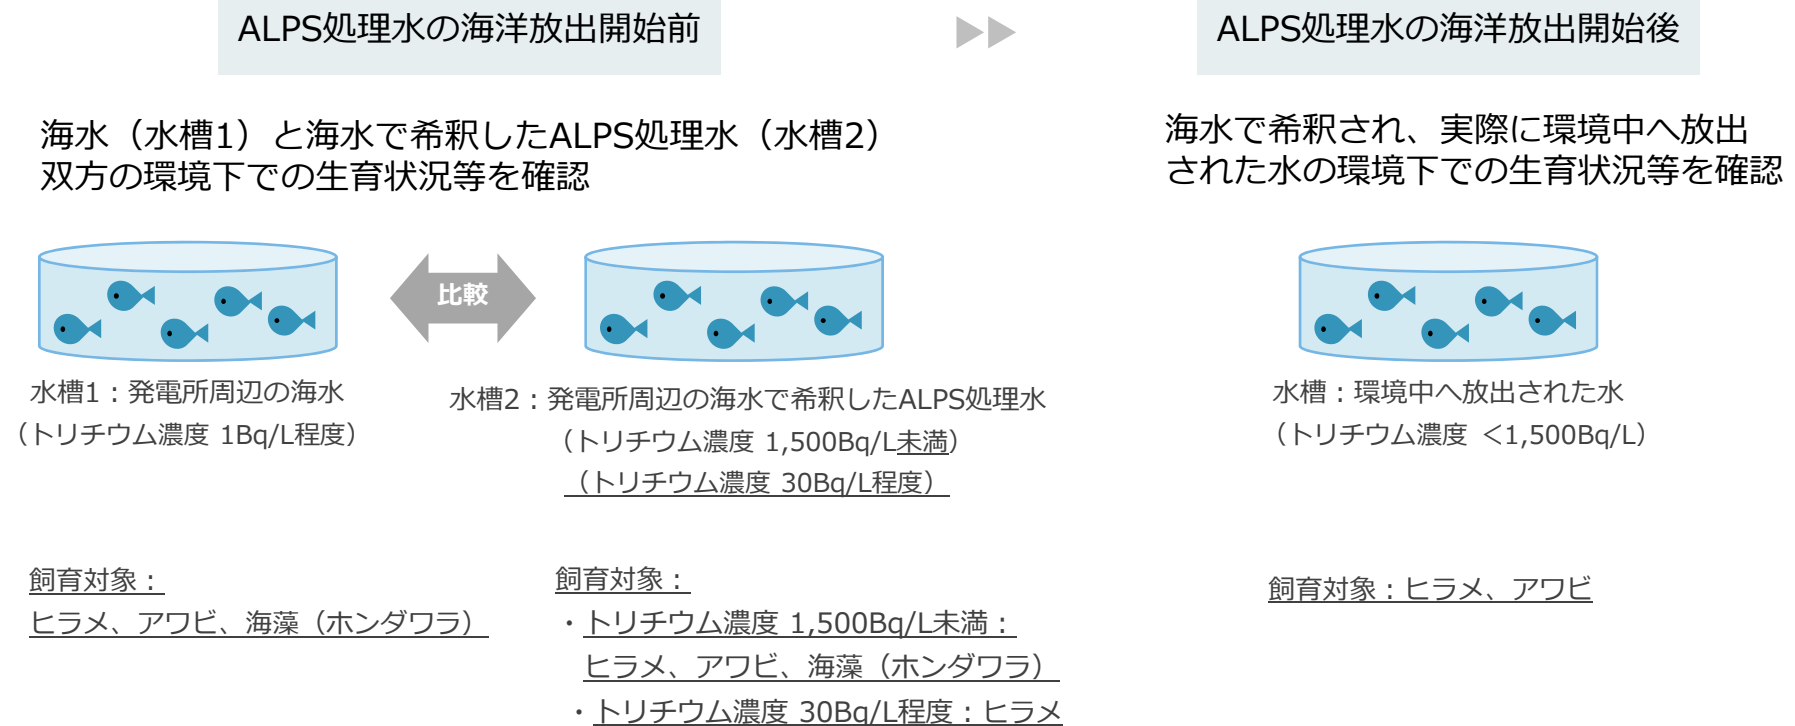 ALPS処理水の海洋放出開始前
ALPS処理水の海洋放出開始後
海水（水槽1）と海水で希釈したALPS処理水（水槽2）
双方の環境下での生育状況等を確認
海水で希釈され、実際に環境中へ放出
された水の環境下での生育状況等を確認
比較
水槽1：発電所周辺の海水
（トリチウム濃度 1Bq/L程度）
水槽2：発電所周辺の海水で希釈したALPS処理水
（トリチウム濃度 1,500Bq/L未満）
（トリチウム濃度 30Bq/L程度）
水槽：環境中へ放出された水
（トリチウム濃度 ＜1,500Bq/L）
飼育対象：
ヒラメ、アワビ、海藻（ホンダワラ）
飼育対象：
・トリチウム濃度 1,500Bq/L未満：
ヒラメ、アワビ、海藻（ホンダワラ）
・トリチウム濃度 30Bq/L程度：ヒラメ
飼育対象：ヒラメ、アワビ